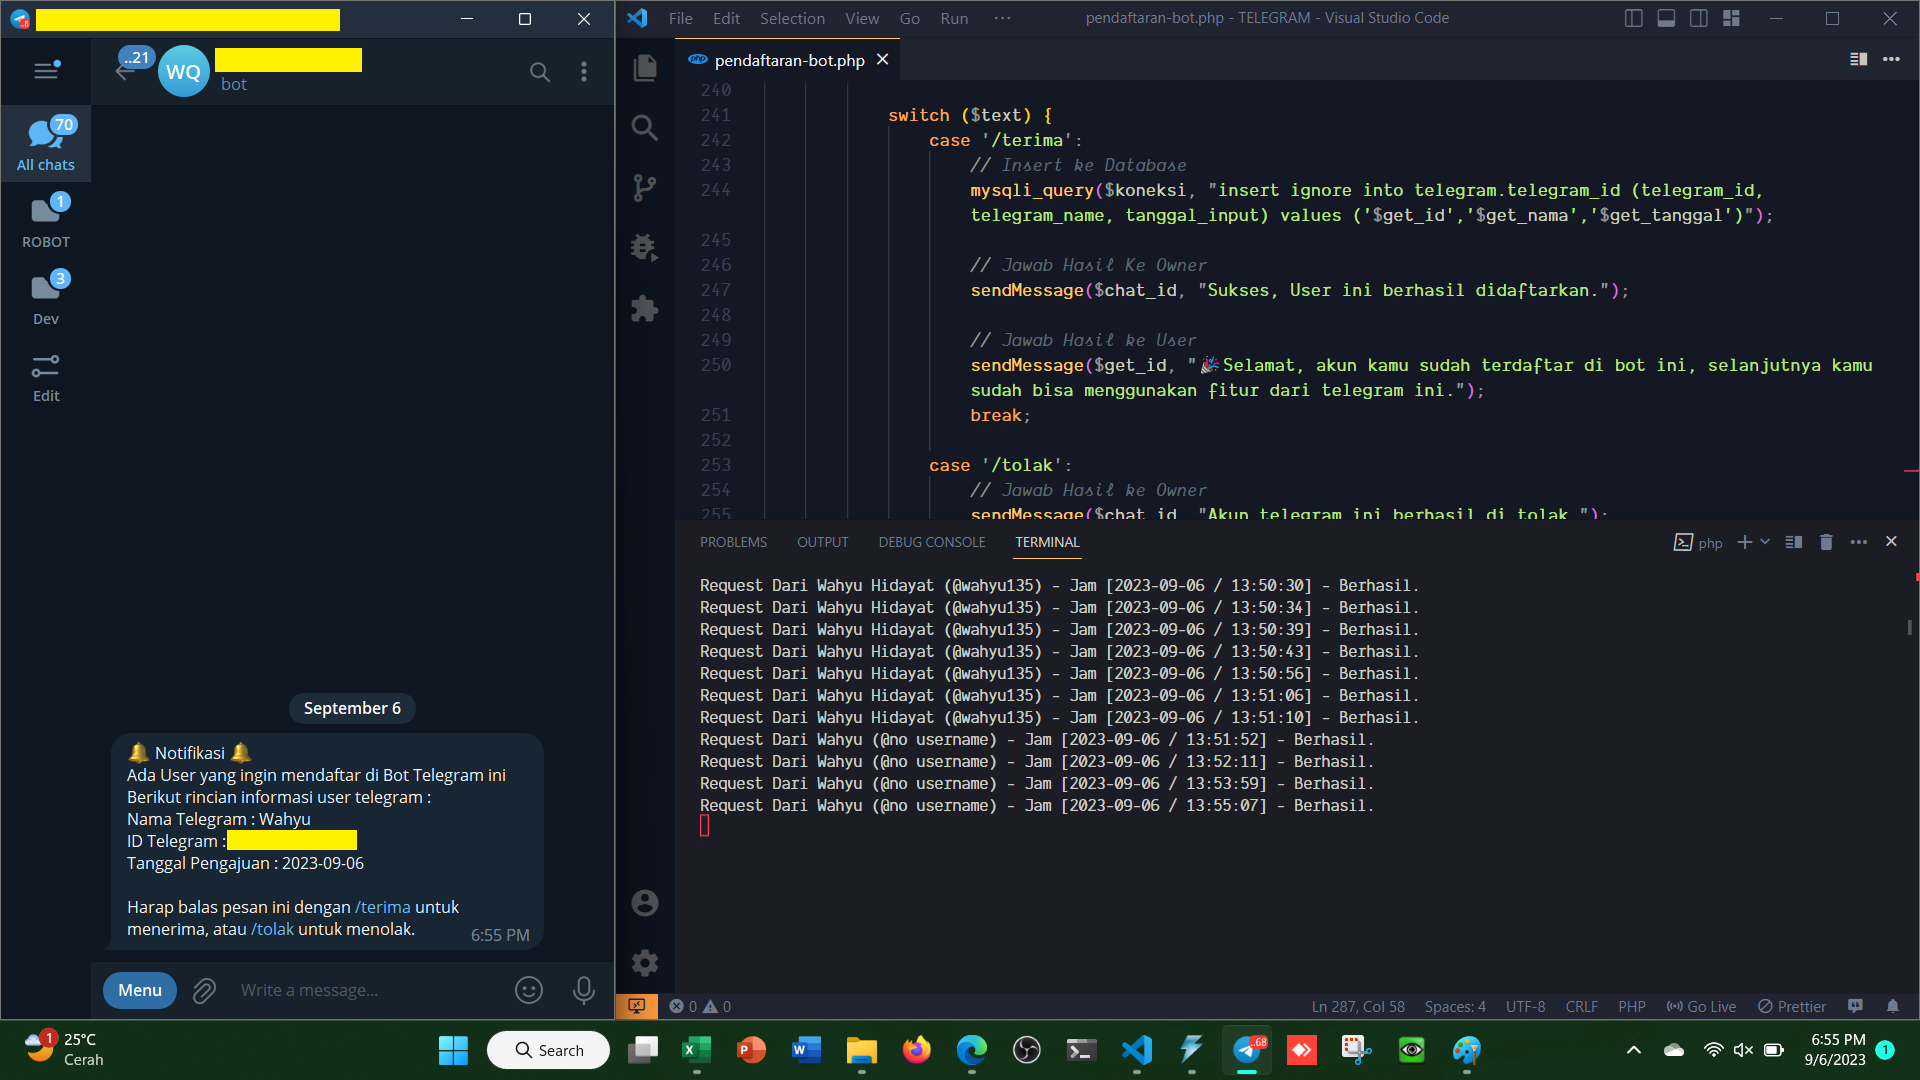 ..21
WQ
bot
70
All chats
1
ROBOT
3
Dev
Edit
September 6
🔔 Notifikasi 🔔
Ada User yang ingin mendaftar di Bot Telegram ini
Berikut rincian informasi user telegram :
Nama Telegram : Wahyu
ID Telegram :
Tanggal Pengajuan : 2023-09-06
Harap balas pesan ini dengan /terima untuk
menerima, atau /tolak untuk menolak.
6:55 PM
Menu
Write a message...
File Edit Selection View Go Run ···
pendaftaran-bot.php - TELEGRAM - Visual Studio Code
php pendaftaran-bot.php
240
241 switch ($text) {
242 case '/terima':
243 // Insert ke Database
244 mysqli_query($koneksi, "insert ignore into telegram.telegram_id (telegram_id,
telegram_name, tanggal_input) values ('$get_id','$get_nama','$get_tanggal')");
245
246 // Jawab Hasil Ke Owner
247 sendMessage($chat_id, "Sukses, User ini berhasil didaftarkan.");
248
249 // Jawab Hasil ke User
250 sendMessage($get_id, "🎉Selamat, akun kamu sudah terdaftar di bot ini, selanjutnya kamu
sudah bisa menggunakan fitur dari telegram ini.");
251 break;
252
253 case '/tolak':
254 // Jawab Hasil ke Owner
255 sendMessage($chat_id, "Akun telegram ini berhasil di tolak.");
PROBLEMS OUTPUT DEBUG CONSOLE TERMINAL
php
Request Dari Wahyu Hidayat (@wahyu135) - Jam [2023-09-06 / 13:50:30] - Berhasil.
Request Dari Wahyu Hidayat (@wahyu135) - Jam [2023-09-06 / 13:50:34] - Berhasil.
Request Dari Wahyu Hidayat (@wahyu135) - Jam [2023-09-06 / 13:50:39] - Berhasil.
Request Dari Wahyu Hidayat (@wahyu135) - Jam [2023-09-06 / 13:50:43] - Berhasil.
Request Dari Wahyu Hidayat (@wahyu135) - Jam [2023-09-06 / 13:50:56] - Berhasil.
Request Dari Wahyu Hidayat (@wahyu135) - Jam [2023-09-06 / 13:51:06] - Berhasil.
Request Dari Wahyu Hidayat (@wahyu135) - Jam [2023-09-06 / 13:51:10] - Berhasil.
Request Dari Wahyu (@no username) - Jam [2023-09-06 / 13:51:52] - Berhasil.
Request Dari Wahyu (@no username) - Jam [2023-09-06 / 13:52:11] - Berhasil.
Request Dari Wahyu (@no username) - Jam [2023-09-06 / 13:53:59] - Berhasil.
Request Dari Wahyu (@no username) - Jam [2023-09-06 / 13:55:07] - Berhasil.
0 0
Ln 287, Col 58 Spaces: 4 UTF-8 CRLF PHP Go Live Prettier
1
25°C
Cerah
Search
..68
6:55 PM
9/6/2023
1